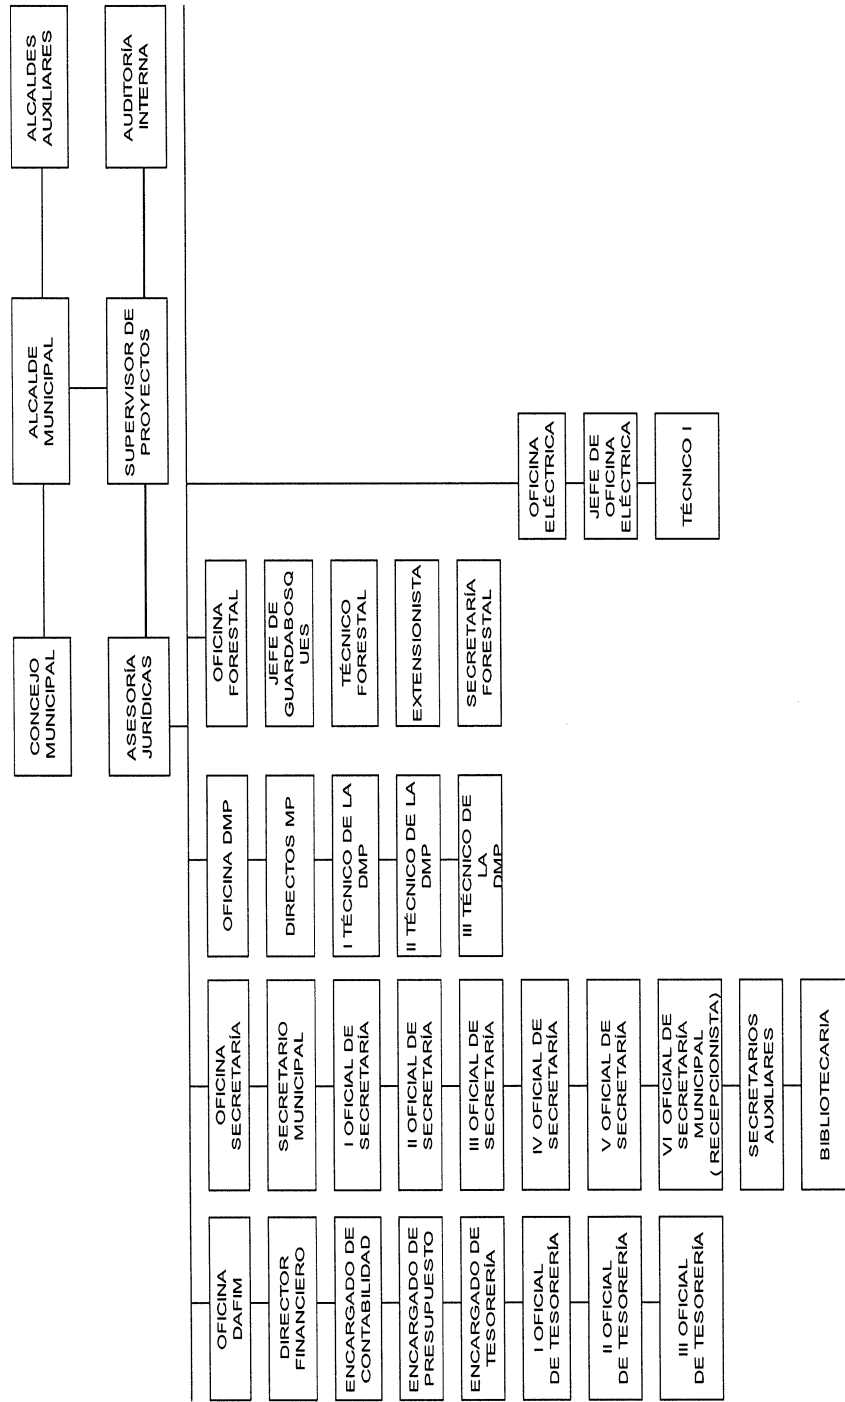 CONCEJO
MUNICIPAL
ALCALDE
MUNICIPAL
ALCALDES
AUXILIARES
ASESORÍA
JURÍDICAS
SUPERVISOR DE
PROYECTOS
AUDITORÍA
INTERNA
OFICINA
DAFIM
DIRECTOR
FINANCIERO
ENCARGADO DE
CONTABILIDAD
ENCARGADO DE
PRESUPUESTO
ENCARGADO DE
TESORERÍA
I OFICIAL
DE TESORERÍA
II OFICIAL
DE TESORERÍA
III OFICIAL
DE TESORERÍA
OFICINA
SECRETARÍA
SECRETARIO
MUNICIPAL
I OFICIAL DE
SECRETARÍA
II OFICIAL DE
SECRETARÍA
III OFICIAL DE
SECRETARÍA
IV OFICIAL DE
SECRETARÍA
V OFICIAL DE
SECRETARÍA
VI OFICIAL DE
SECRETARÍA
MUNICIPAL
( RECEPCIONISTA)
SECRETARIOS
AUXILIARES
BIBLIOTECARIA
OFICINA DMP
DIRECTOS MP
I TÉCNICO DE LA
DMP
II TÉCNICO DE LA
DMP
III TÉCNICO DE
LA
DMP
OFICINA
FORESTAL
JEFE DE
GUARDABOSQ
UES
TÉCNICO
FORESTAL
EXTENSIONISTA
SECRETARÍA
FORESTAL
OFICINA
ELÉCTRICA
JEFE DE
OFICINA
ELÉCTRICA
TÉCNICO I